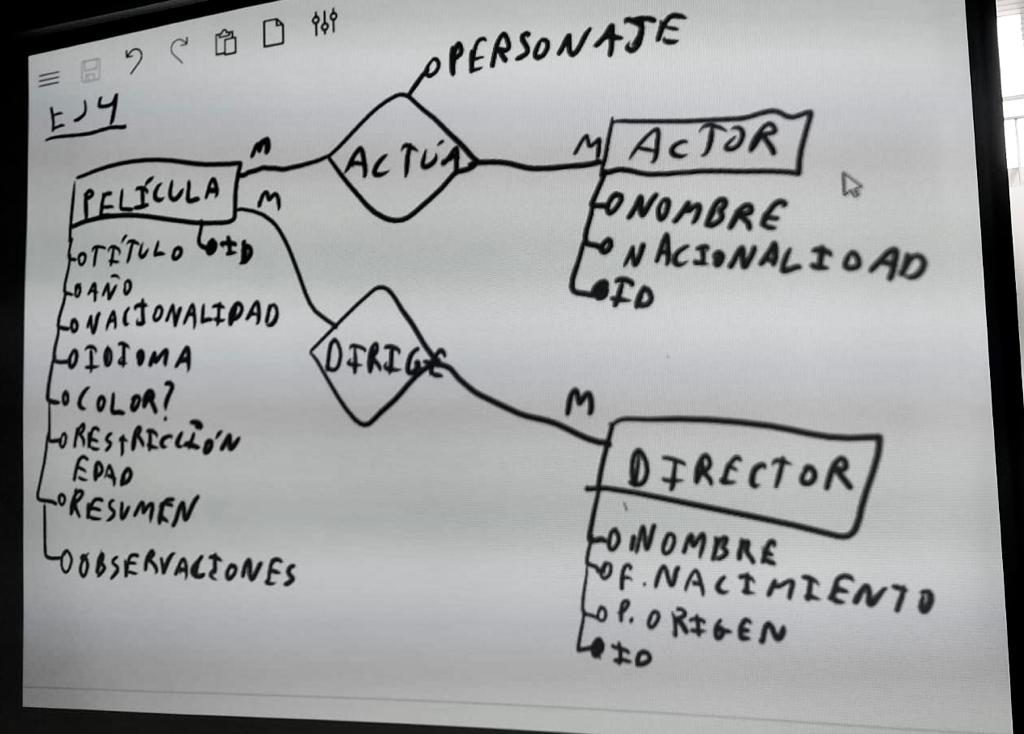 EJ4
PERSONAJE
M
ACTÚA
M
ACTOR
PELÍCULA
M
NOMBRE
NACIONALIDAD
ID
ID
TÍTULO
AÑO
NACIONALIDAD
IDIOMA
COLOR?
RESTRICCIÓN
EDAD
RESUMEN
OBSERVACIONES
DIRIGE
M
DIRECTOR
NOMBRE
F. NACIMIENTO
P. ORIGEN
ID